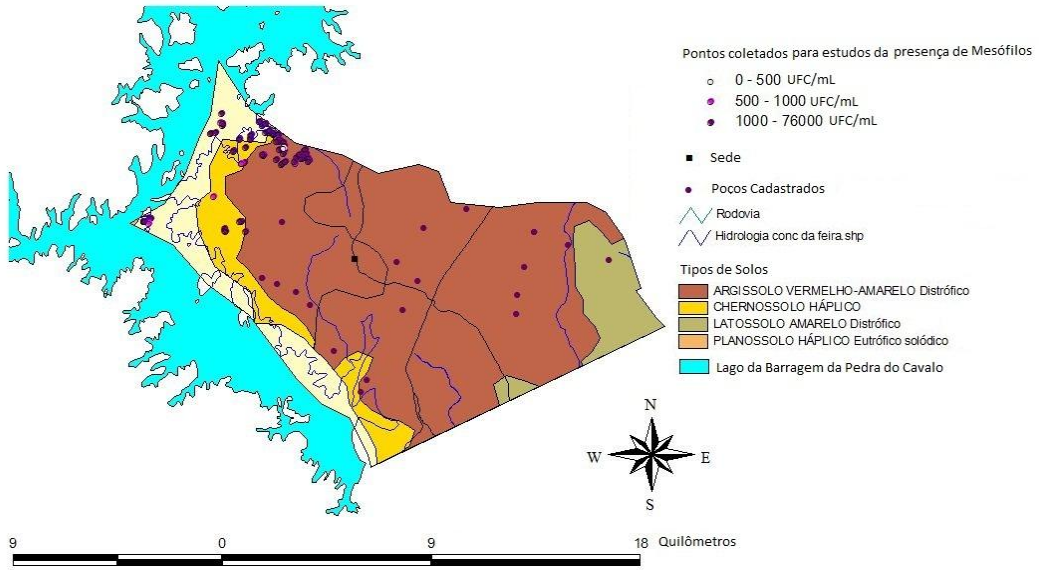 Pontos coletados para estudos da presença de Mesófilos
0 - 500 UFC/mL
500 - 1000 UFC/mL
1000 - 76000 UFC/mL
Sede
Poços Cadastrados
Rodovia
Hidrologia conc da feira.shp
Tipos de Solos
ARGISSOLO VERMELHO-AMARELO Distrófico
CHERNOSSOLO HÁPLICO
LATOSSOLO AMARELO Distrófico
PLANOSSOLO HÁPLICO Eutrófico solódico
Lago da Barragem da Pedra do Cavalo
N
W E
S
9 0 9 18 Quilômetros